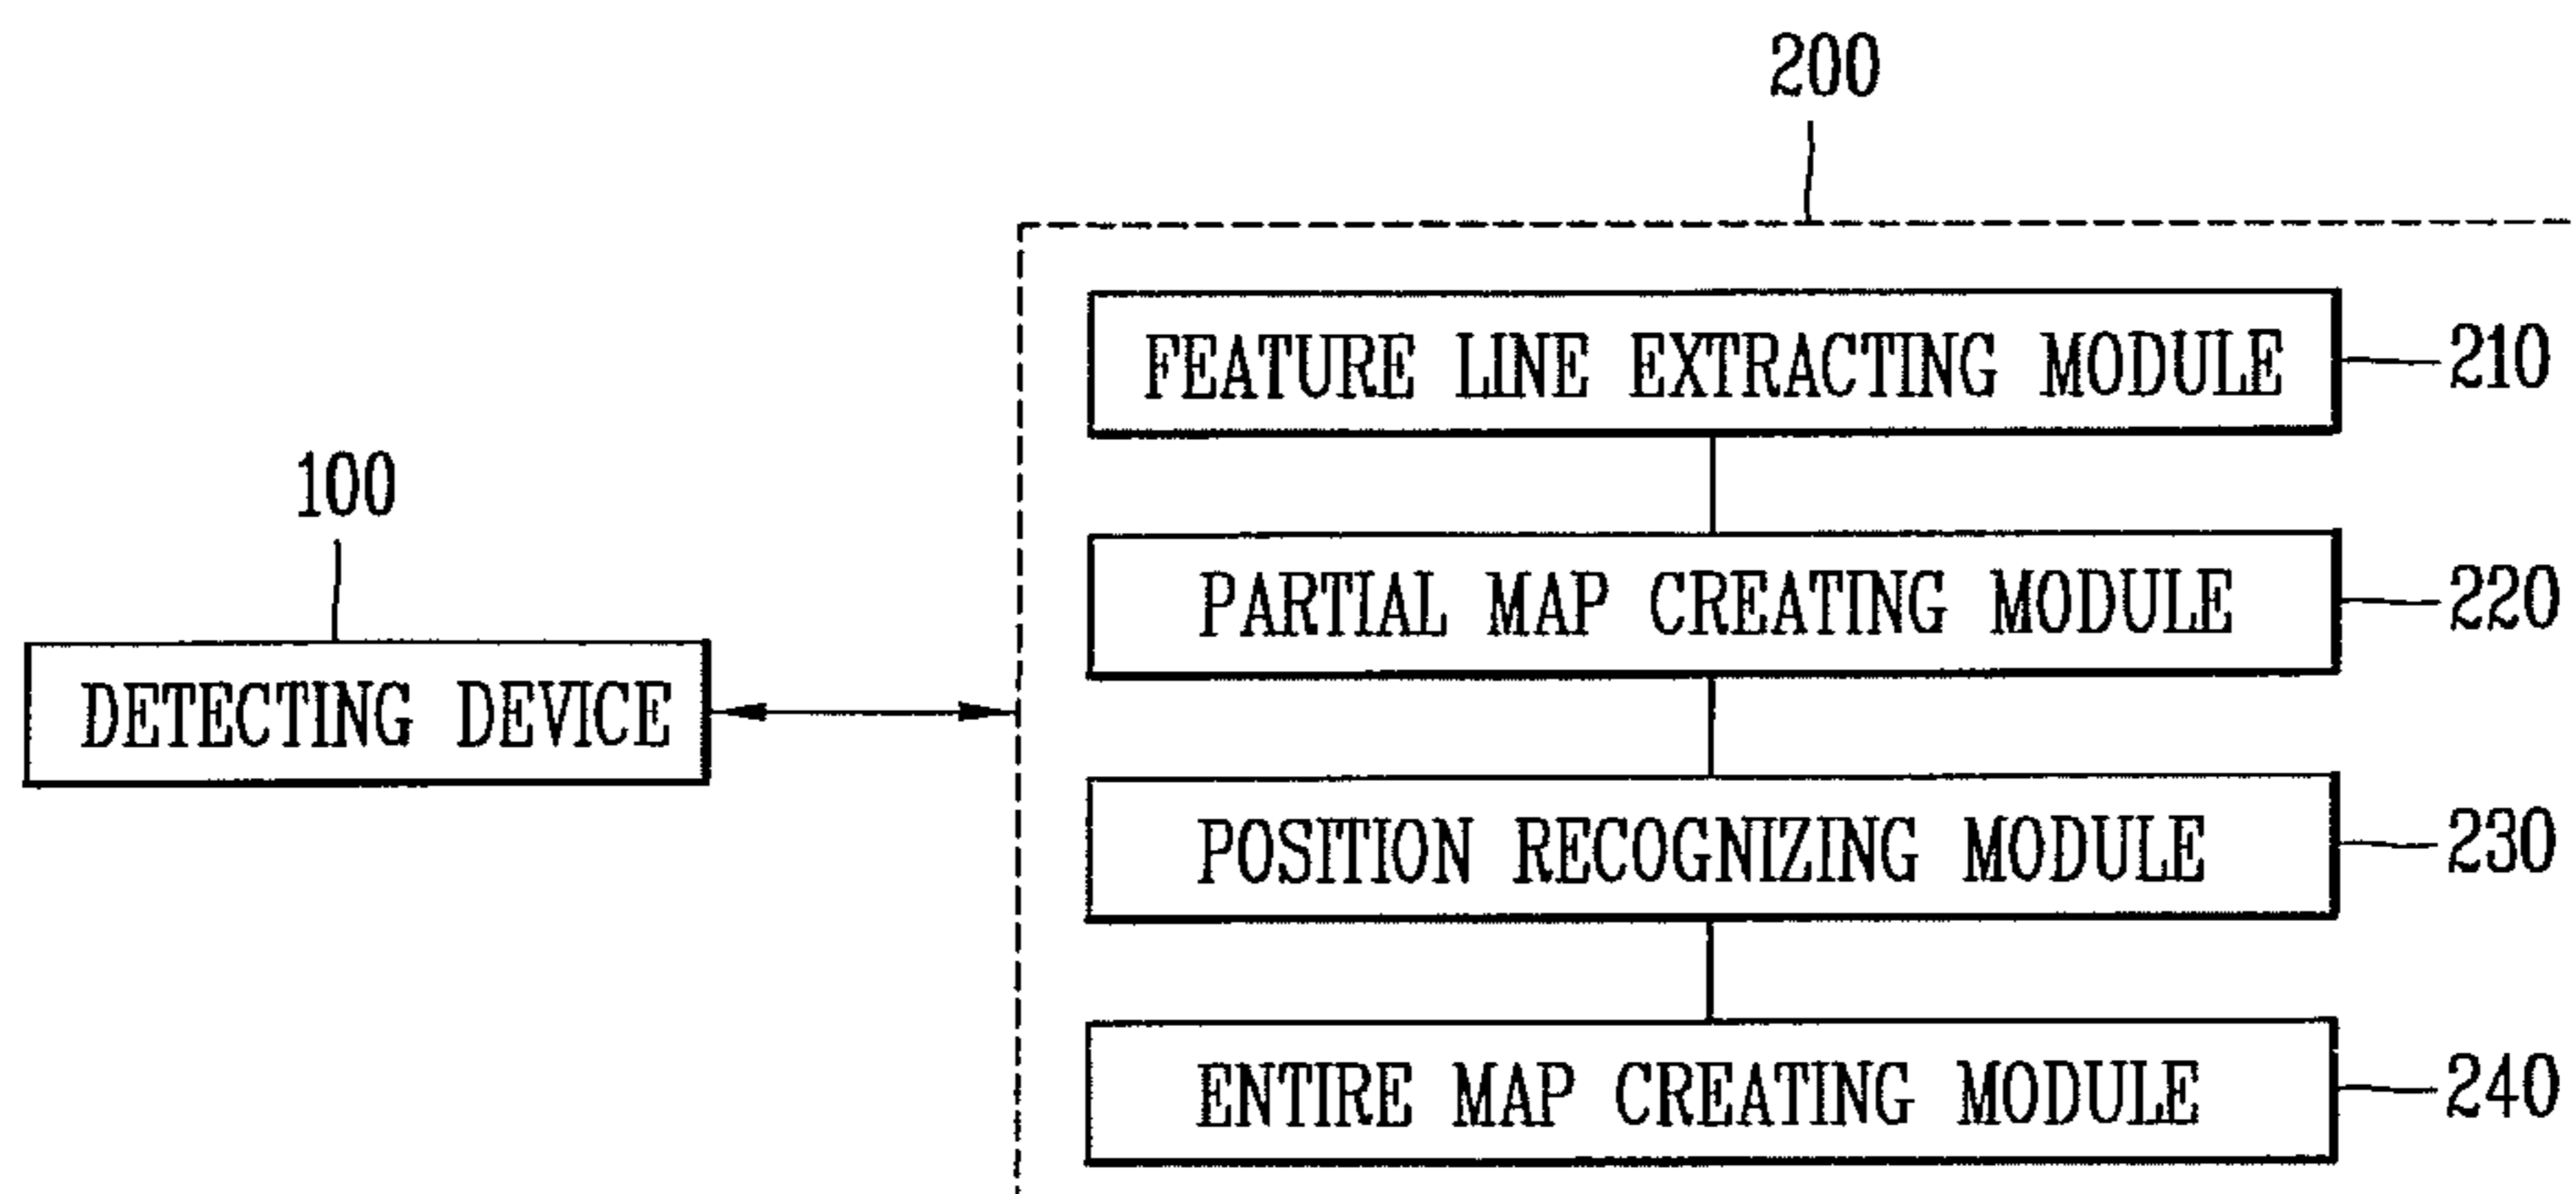 200
FEATURE LINE EXTRACTING MODULE
210
100
PARTIAL MAP CREATING MODULE
220
DETECTING DEVICE
POSITION RECOGNIZING MODULE
230
ENTIRE MAP CREATING MODULE
240